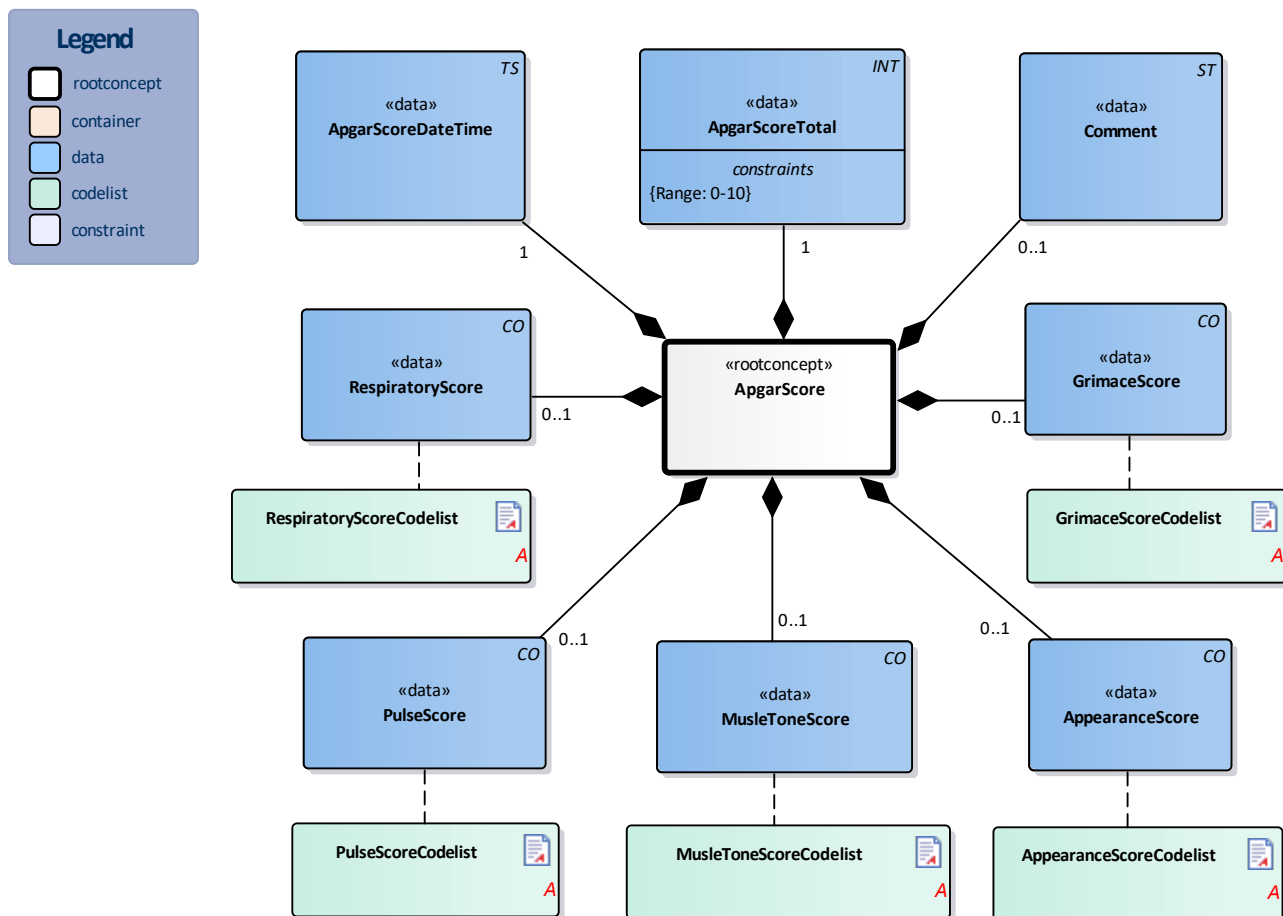 Legend
rootconcept
container
data
codelist
constraint
TS
«data»
ApgarScoreDateTime
INT
«data»
ApgarScoreTotal
constraints
{Range: 0-10}
ST
«data»
Comment
1
1
0..1
CO
«data»
RespiratoryScore
0..1
«rootconcept»
ApgarScore
CO
«data»
GrimaceScore
0..1
RespiratoryScoreCodelist
A
GrimaceScoreCodelist
A
0..1
0..1
0..1
CO
«data»
PulseScore
CO
«data»
MusleToneScore
CO
«data»
AppearanceScore
PulseScoreCodelist
A
MusleToneScoreCodelist
A
AppearanceScoreCodelist
A